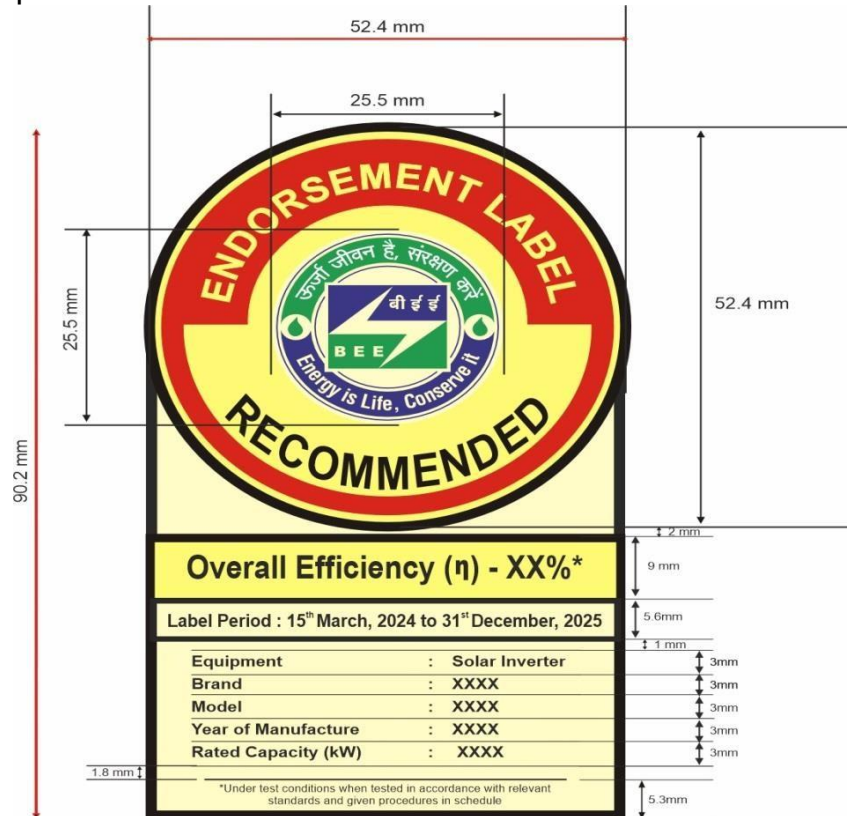 52.4 mm
25.5 mm
ENDORSEMENT LABEL
ऊर्जा जीवन है, संरक्षण करें
बी ई ई
BEE
Energy is Life, Conserve it
RECOMMENDED
25.5 mm
52.4 mm
90.2 mm
2 mm
Overall Efficiency (η) - XX%*
9 mm
Label Period : 15th March, 2024 to 31st December, 2025
5.6mm
1 mm
Equipment : Solar Inverter 3mm
Brand : XXXX 3mm
Model : XXXX 3mm
Year of Manufacture : XXXX 3mm
Rated Capacity (kW) : XXXX 3mm
1.8 mm
*Under test conditions when tested in accordance with relevant
standards and given procedures in schedule
5.3mm